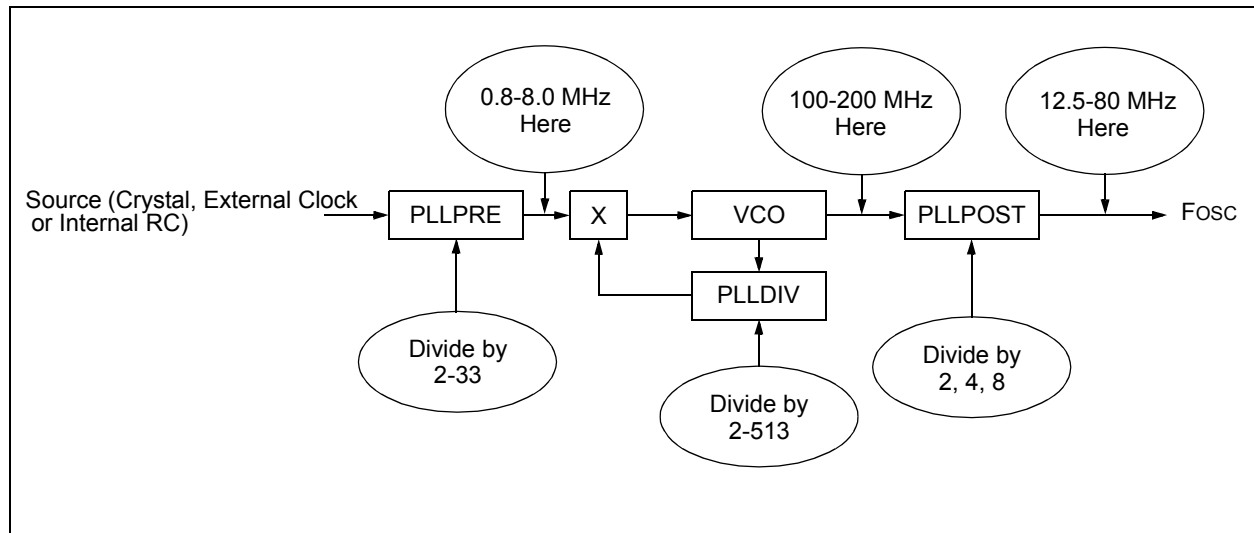 0.8-8.0 MHz
Here
100-200 MHz
Here
12.5-80 MHz
Here
Source (Crystal, External Clock
or Internal RC)
PLLPRE
X
VCO
PLLPOST
FOSC
PLLDIV
Divide by
2-33
Divide by
2-513
Divide by
2, 4, 8